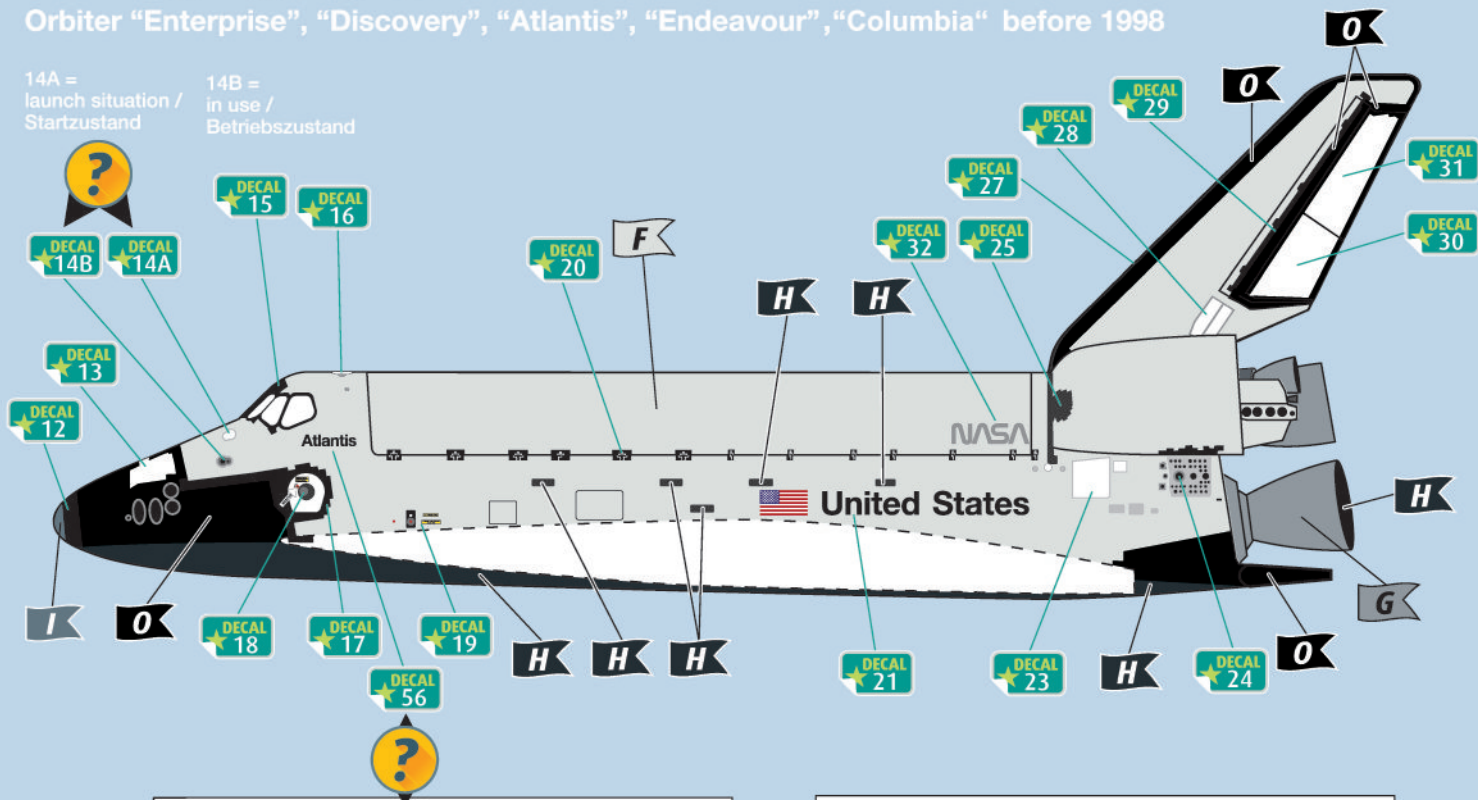 Orbiter “Enterprise”, “Discovery”, “Atlantis”, “Endeavour”,“Columbia“ before 1998
14A =
launch situation /
Startzustand
14B =
in use /
Betriebszustand
O
O
DECAL
29
DECAL
28
DECAL
31
DECAL
27
DECAL
15
DECAL
16
DECAL
30
DECAL
32
DECAL
25
F
DECAL
20
?
DECAL
14B
DECAL
14A
H
H
DECAL
13
DECAL
12
Atlantis
NASA
United States
H
I
O
DECAL
18
DECAL
17
DECAL
19
H
H
H
DECAL
21
DECAL
23
H
DECAL
24
O
G
DECAL
56
?